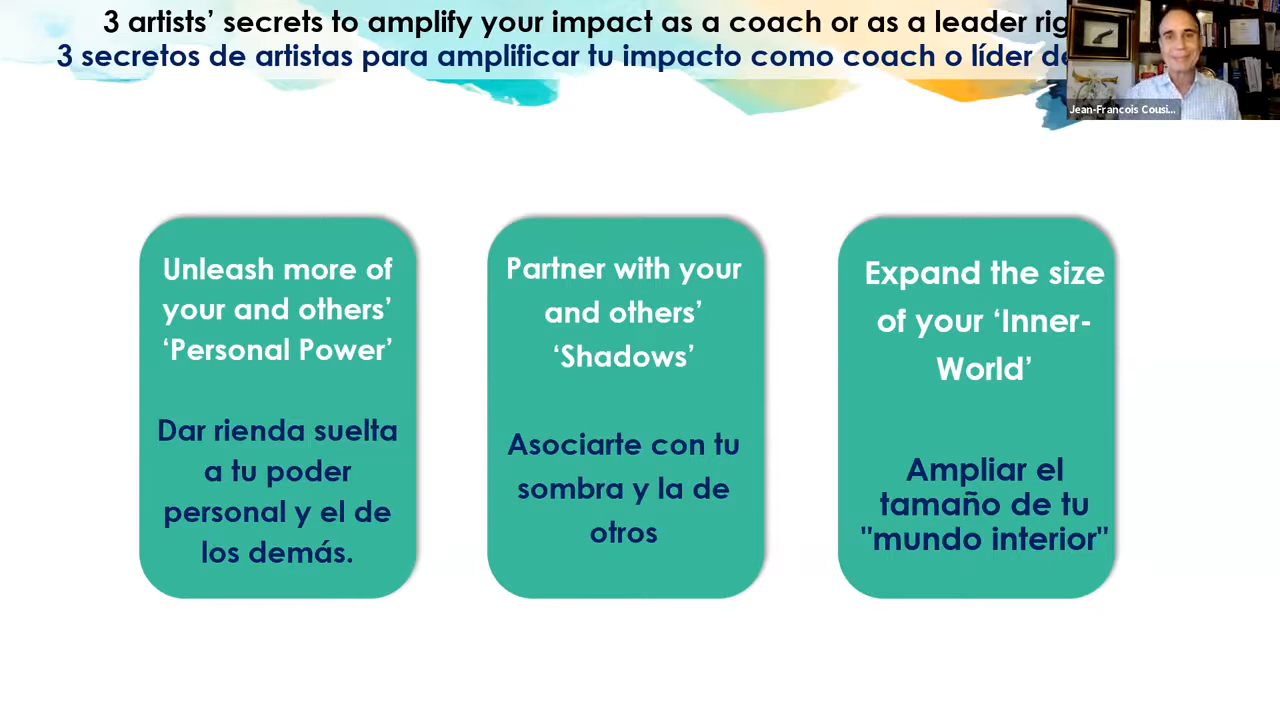 3 artists’ secrets to amplify your impact as a coach or as a leader
3 secretos de artistas para amplificar tu impacto como coach o líder
Jean-Francois Cousi...
Unleash more of
your and others’
‘Personal Power’
Dar rienda suelta
a tu poder
personal y el de
los demás.
Partner with your
and others’
‘Shadows’
Asociarte con tu
sombra y la de
otros
Expand the size
of your ‘Inner-
World’
Ampliar el
tamaño de tu
"mundo interior"